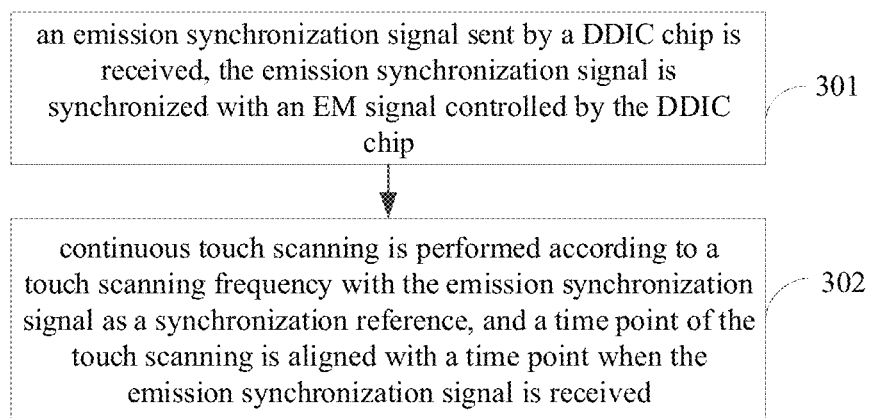 an emission synchronization signal sent by a DDIC chip is
received, the emission synchronization signal is
synchronized with an EM signal controlled by the DDIC
chip
301
continuous touch scanning is performed according to a
touch scanning frequency with the emission synchronization
signal as a synchronization reference, and a time point of the
touch scanning is aligned with a time point when the
emission synchronization signal is received
302